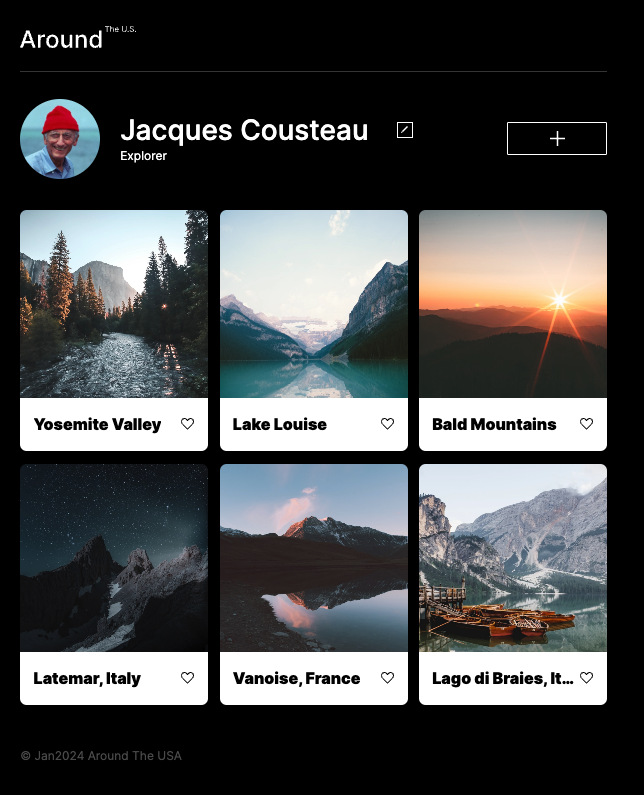 Around The U.S.
Jacques Cousteau
Explorer
Yosemite Valley
Lake Louise
Bald Mountains
Latemar, Italy
Vanoise, France
Lago di Braies, It...
© Jan2024 Around The USA